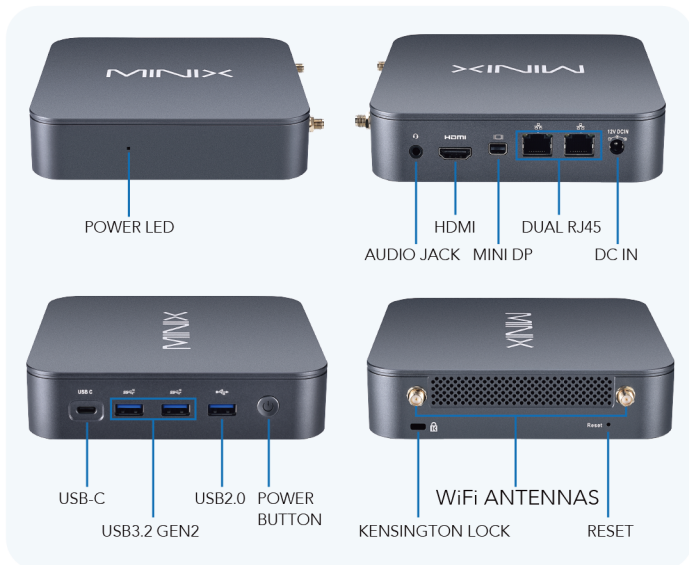 MINIX
POWER LED
MINIX
HDMI
12V DCIN
HDMI
DUAL RJ45
AUDIO JACK
MINI DP
DC IN
MINIX
USB C
USB-C
USB2.0
POWER
BUTTON
USB3.2 GEN2
MINIX
Reset
WiFi ANTENNAS
KENSINGTON LOCK
RESET